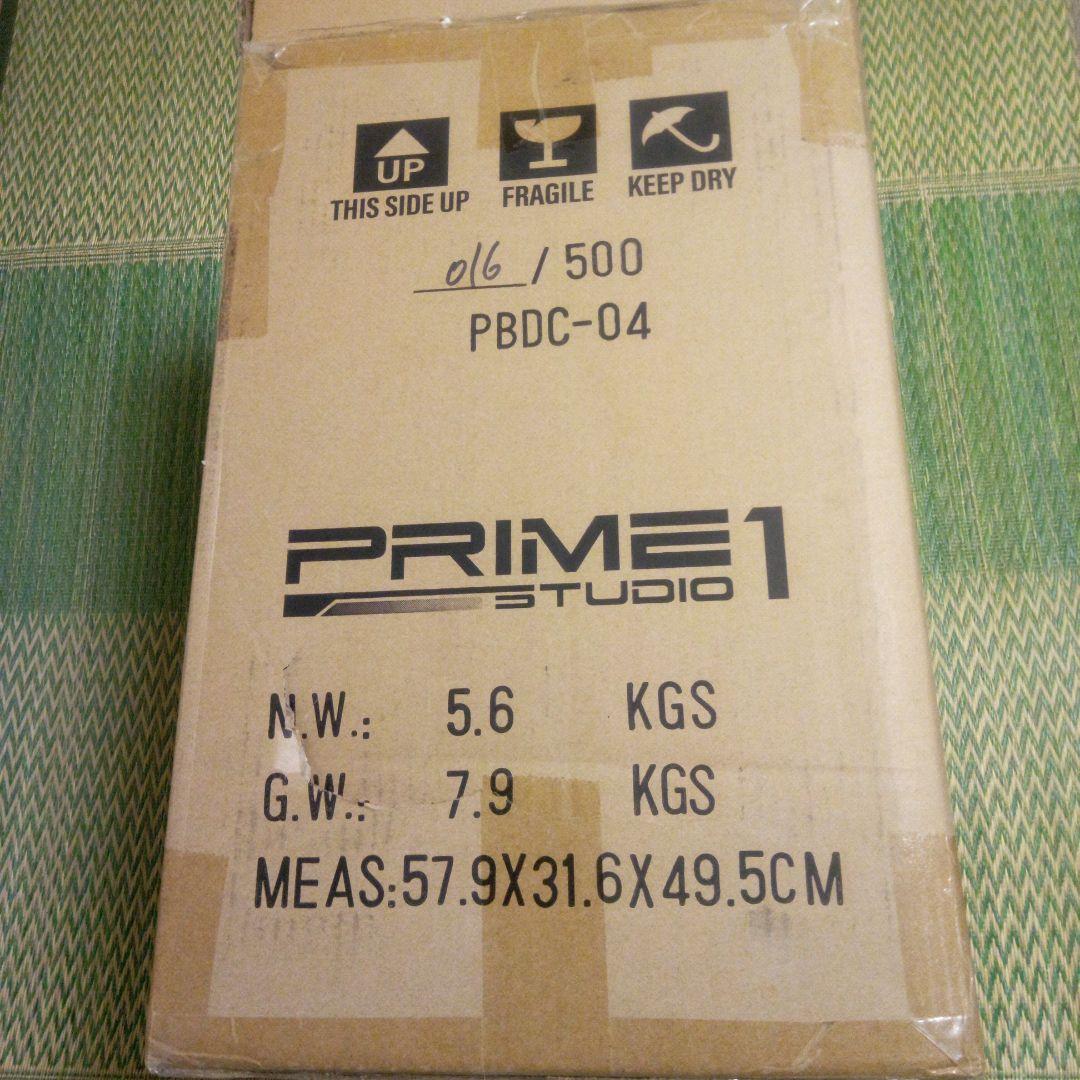 UP
THIS SIDE UP
FRAGILE
KEEP DRY
016 / 500
PBDC-04
PRIME 1
STUDIO
N.W.: 5.6 KGS
G.W.: 7.9 KGS
MEAS:57.9X31.6X49.5CM